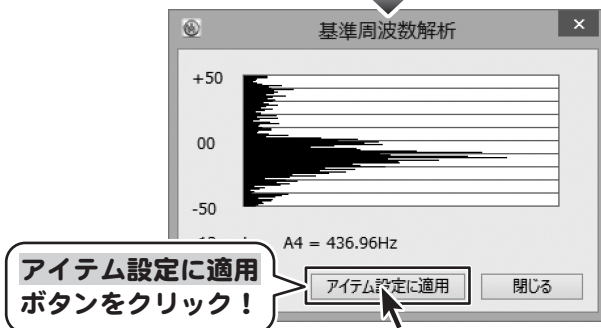 基準周波数解析
+50
00
-50
A4 = 436.96Hz
アイテム設定に適用
ボタンをクリック！
アイテム設定に適用
閉じる